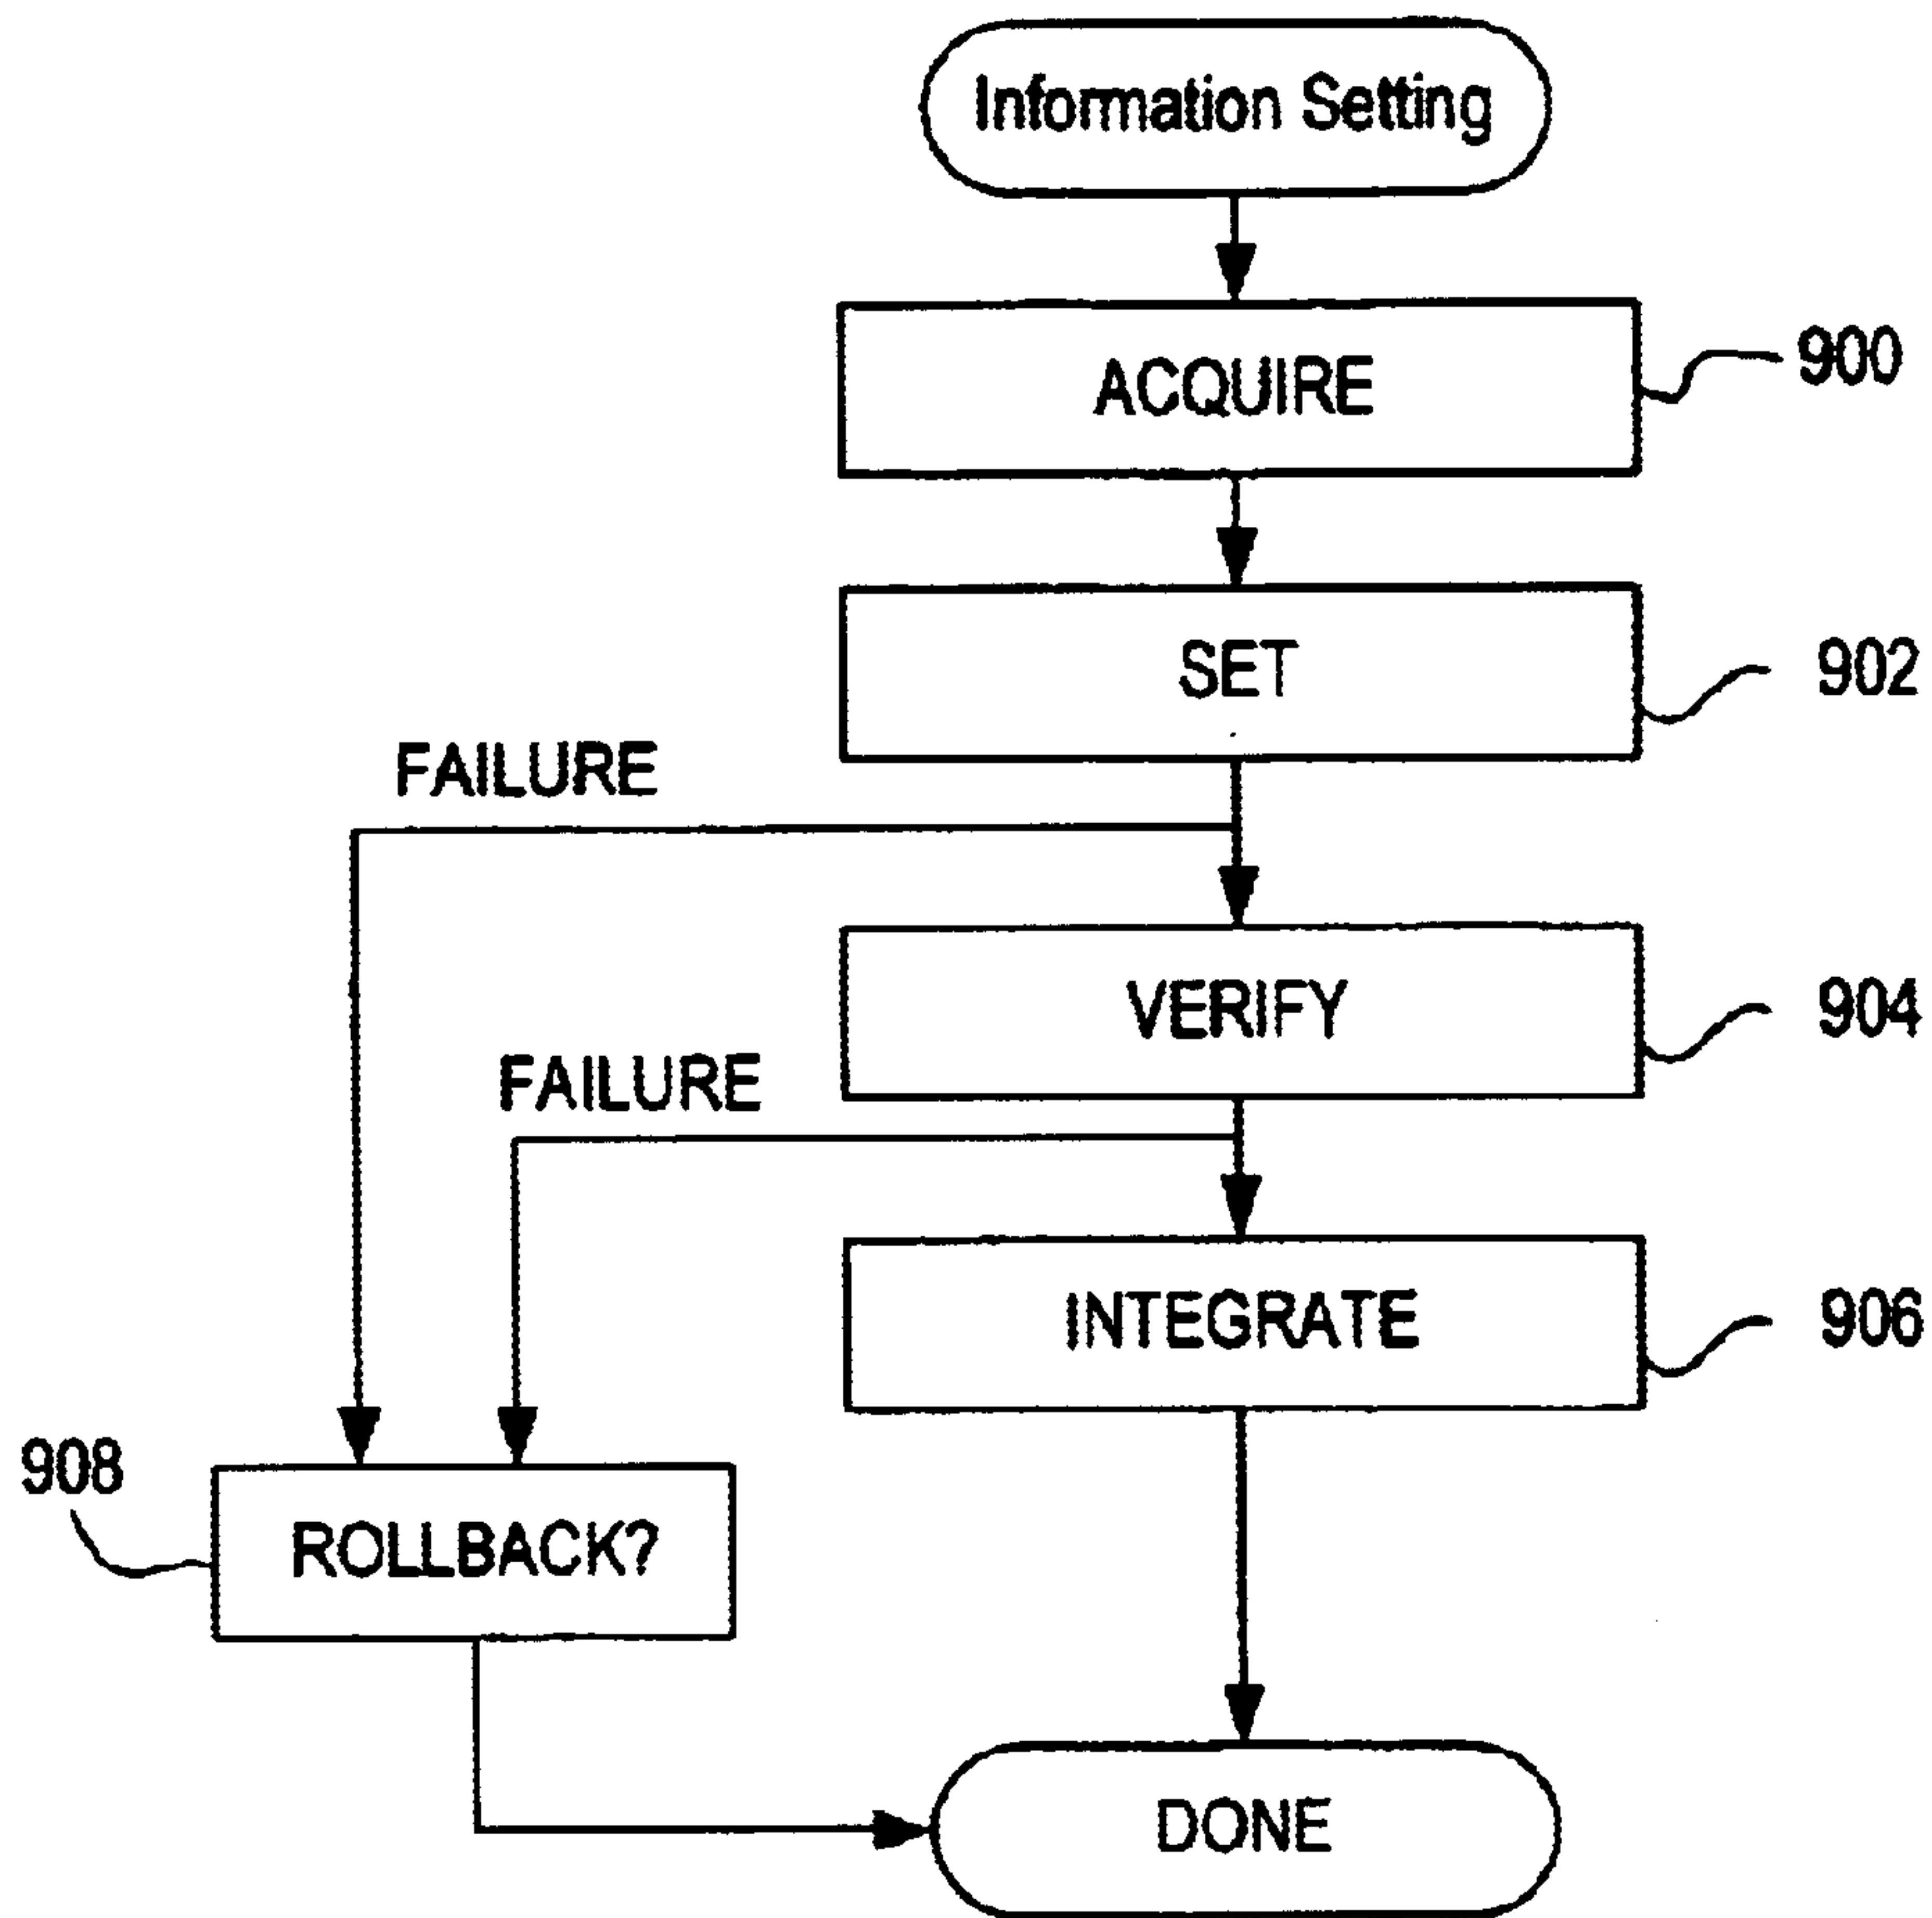 Information Setting
ACQUIRE
900
SET
902
FAILURE
VERIFY
904
FAILURE
INTEGRATE
906
908
ROLLBACK?
DONE